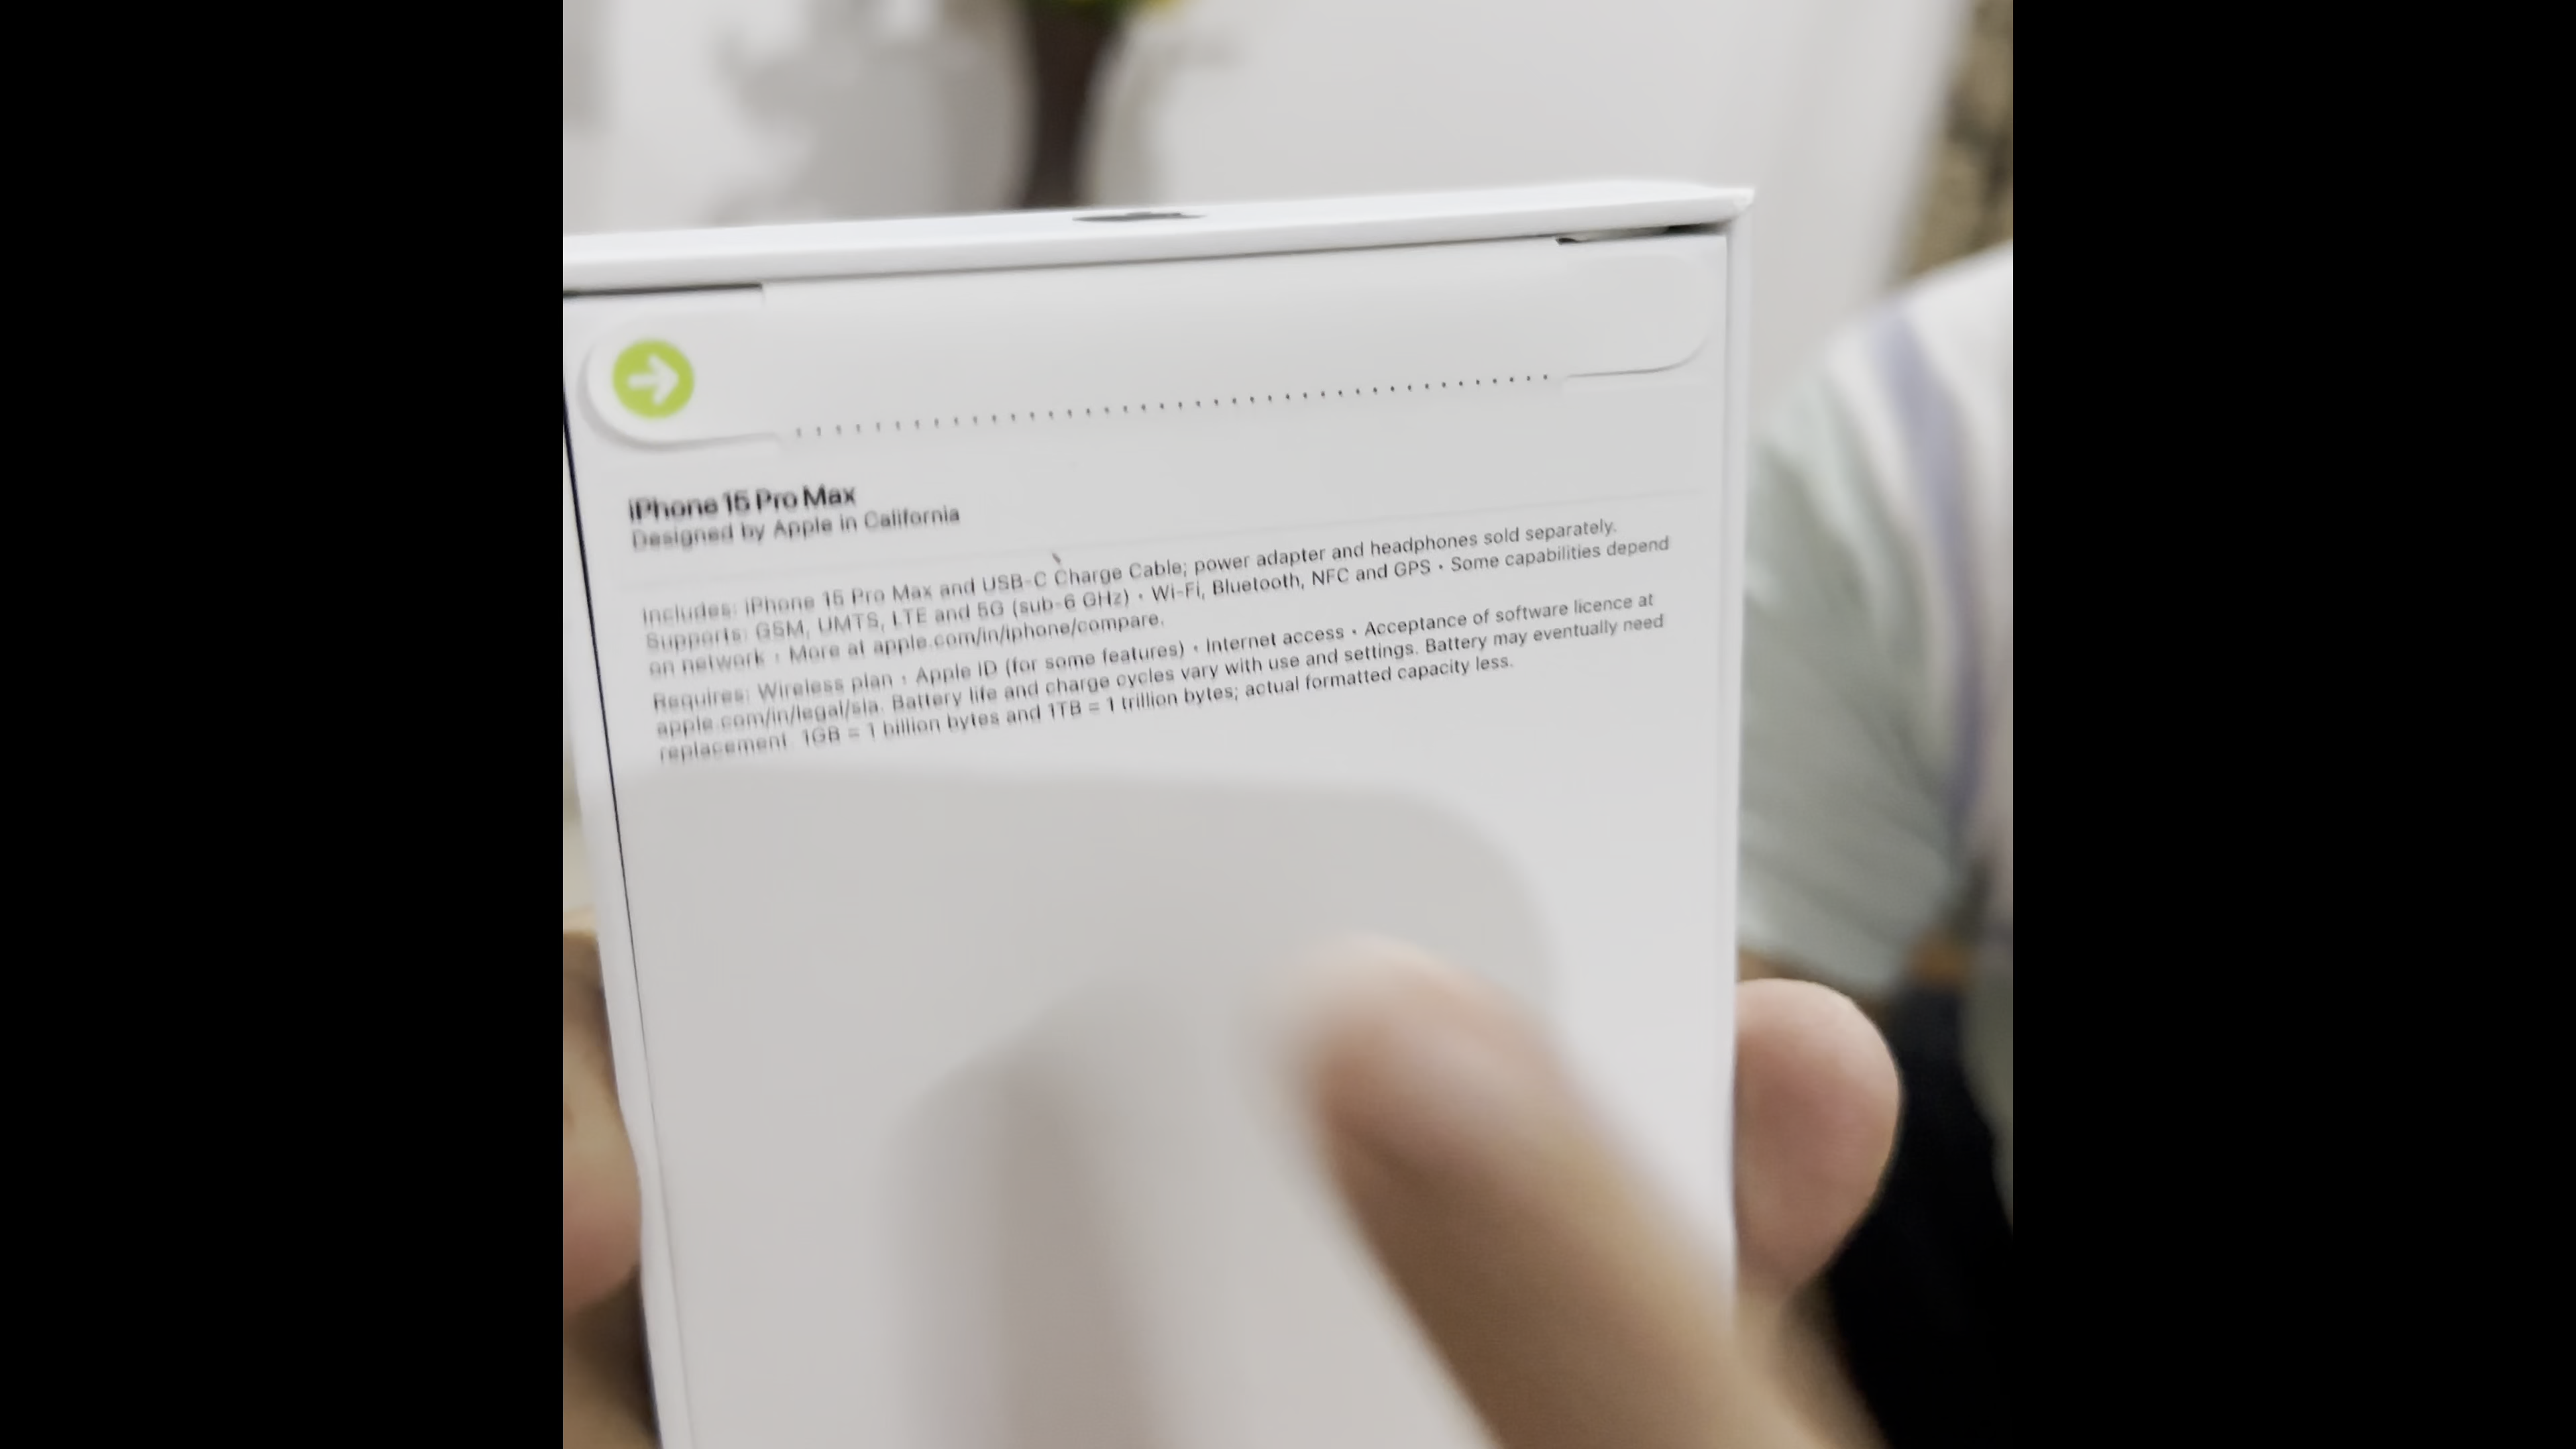 iPhone 15 Pro Max
Designed by Apple in California
Includes: iPhone 15 Pro Max and USB-C Charge Cable; power adapter and headphones sold separately.
Supports: GSM, UMTS, LTE and 5G (sub-6 GHz) • Wi-Fi, Bluetooth, NFC and GPS • Some capabilities depend
on network • More at apple.com/in/iphone/compare.
Requires: Wireless plan • Apple ID (for some features) • Internet access • Acceptance of software licence at
apple.com/in/legal/sla. Battery life and charge cycles vary with use and settings. Battery may eventually need
replacement. 1GB = 1 billion bytes and 1TB = 1 trillion bytes; actual formatted capacity less.